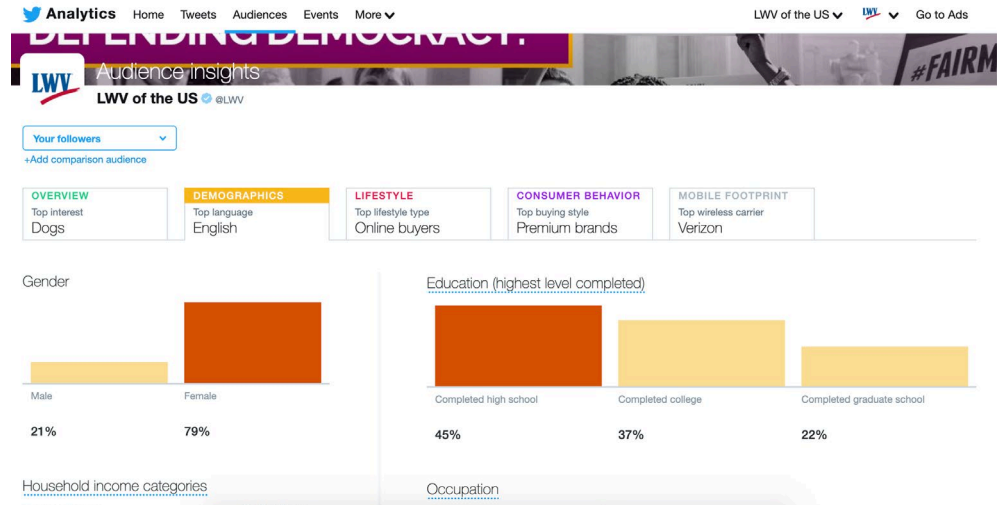 Analytics Home Tweets Audiences Events More LWV of the US LWV Go to Ads
DEFENDING DEMOCRACY.
#FAIRM
LWV
Audience insights
LWV of the US @LWV
Your followers
+Add comparison audience
OVERVIEW DEMOGRAPHICS LIFESTYLE CONSUMER BEHAVIOR MOBILE FOOTPRINT
Top interest Top language Top lifestyle type Top buying style Top wireless carrier
Dogs English Online buyers Premium brands Verizon
Gender Education (highest level completed)
Male Female Completed high school Completed college Completed graduate school
21% 79% 45% 37% 22%
Household income categories Occupation